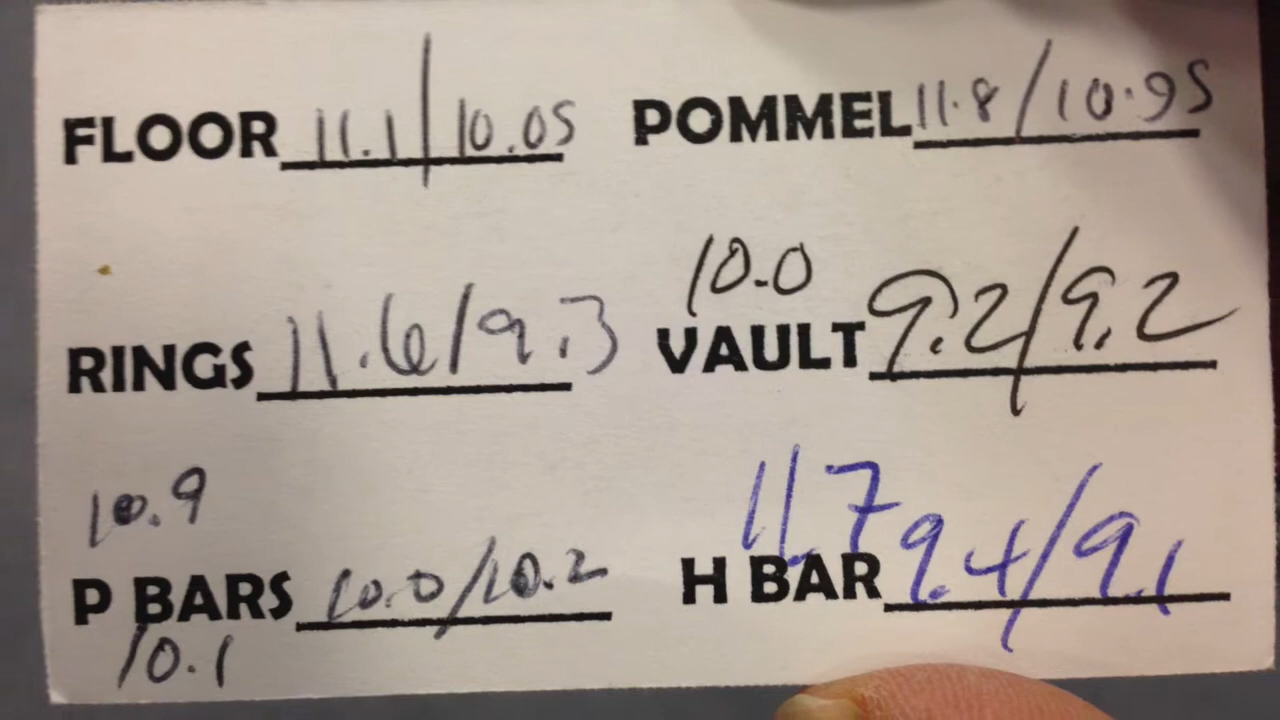 FLOOR 11.1/10.05 POMMEL 11.8/10.95
10.0
RINGS 11.6/9.3 VAULT 9.2/9.2
10.9 11.7
P BARS 10.0/10.2 H BAR 9.4/9.1
10.1